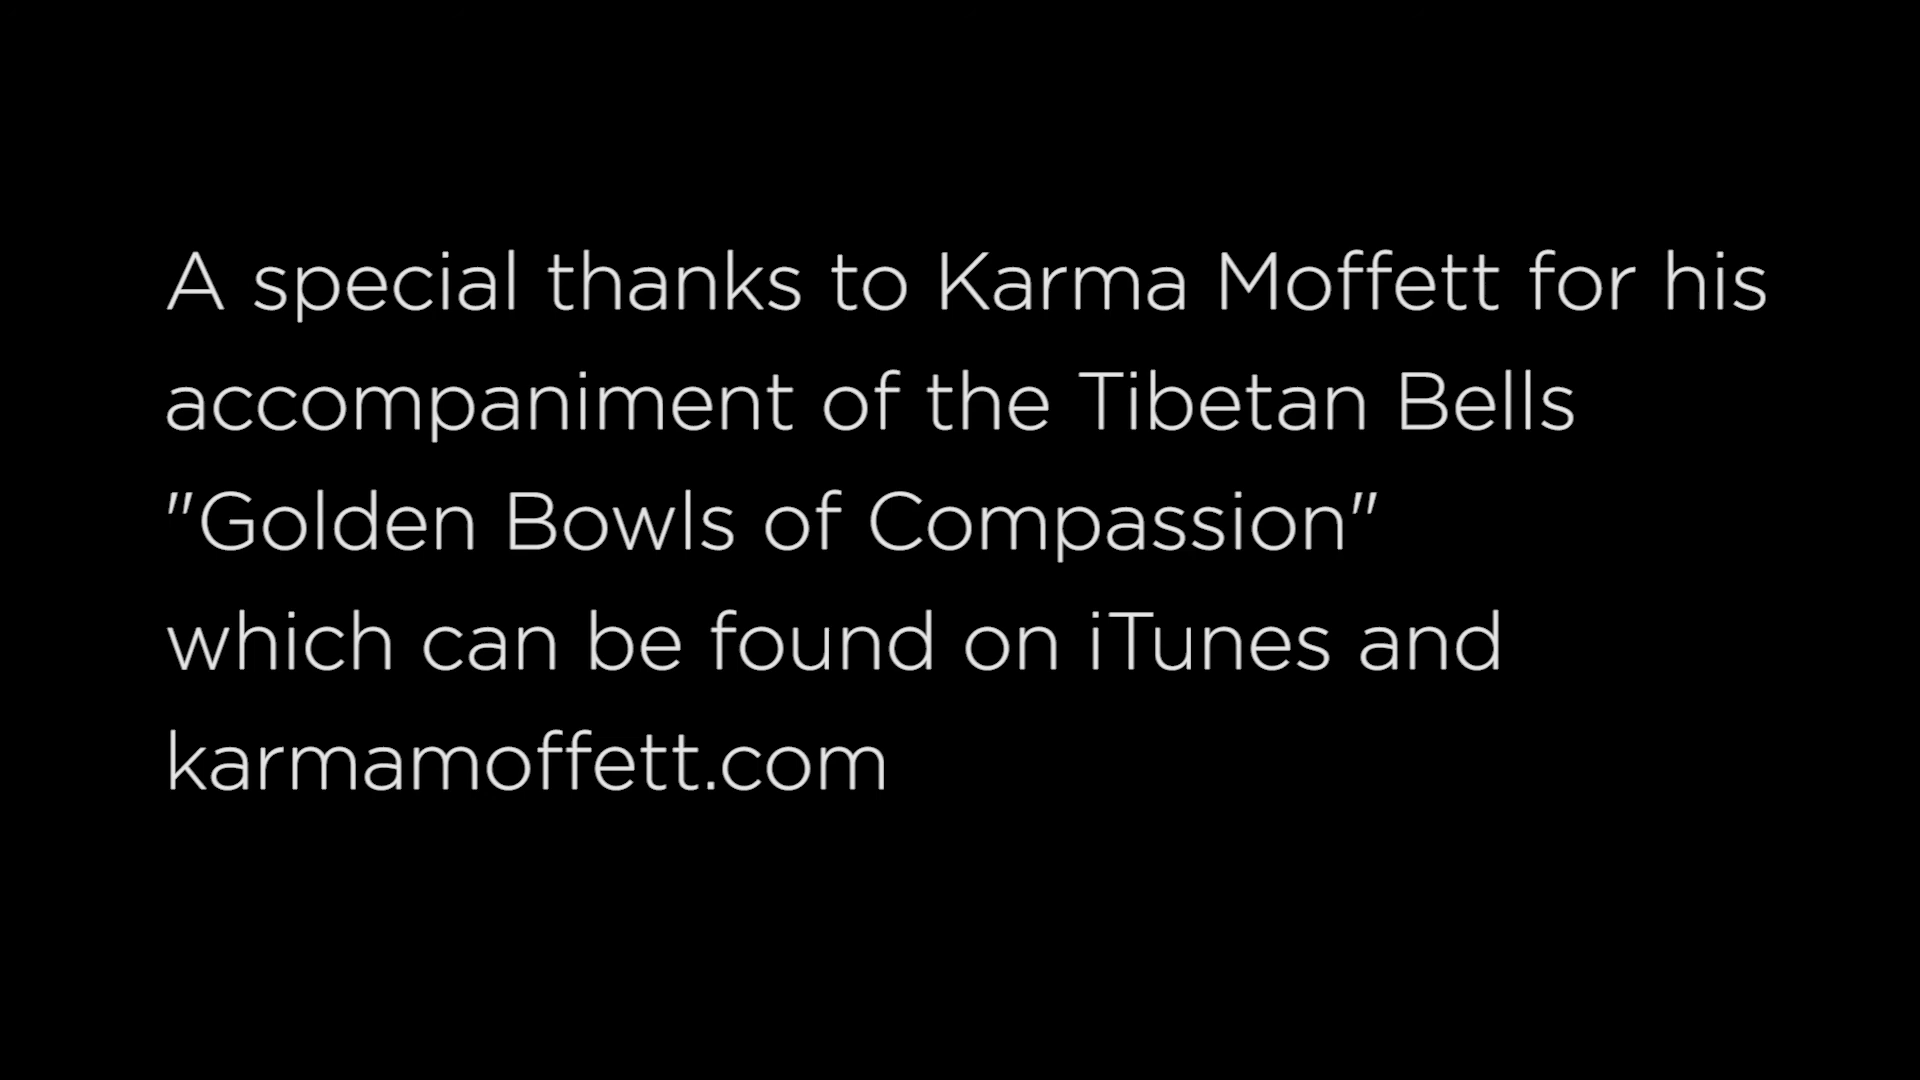 A special thanks to Karma Moffett for his
accompaniment of the Tibetan Bells
"Golden Bowls of Compassion"
which can be found on iTunes and
karmamoffett.com